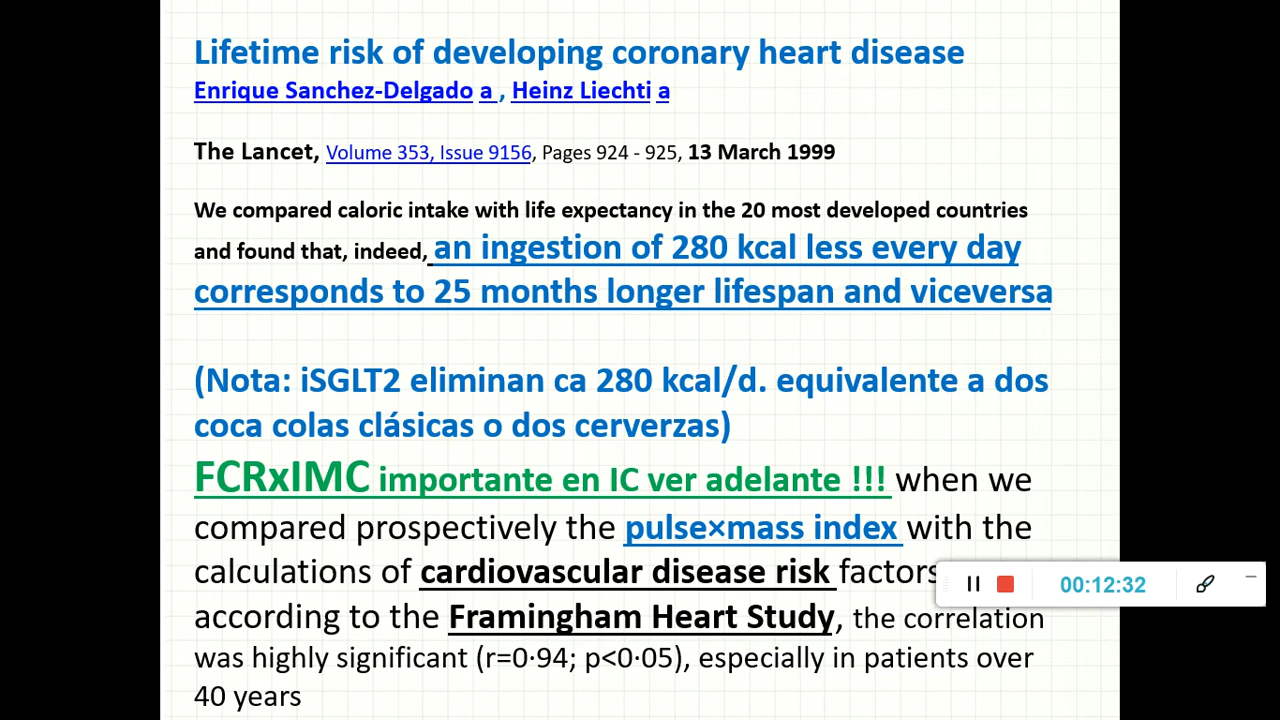 Lifetime risk of developing coronary heart disease
Enrique Sanchez-Delgado a , Heinz Liechti a
The Lancet, Volume 353, Issue 9156, Pages 924 - 925, 13 March 1999
We compared caloric intake with life expectancy in the 20 most developed countries
and found that, indeed, an ingestion of 280 kcal less every day
corresponds to 25 months longer lifespan and viceversa
(Nota: iSGLT2 eliminan ca 280 kcal/d. equivalente a dos
coca colas clásicas o dos cerverzas)
FCRxIMC importante en IC ver adelante !!! when we
compared prospectively the pulse×mass index with the
calculations of cardiovascular disease risk factors
00:12:32
according to the Framingham Heart Study, the correlation
was highly significant (r=0·94; p<0·05), especially in patients over
40 years